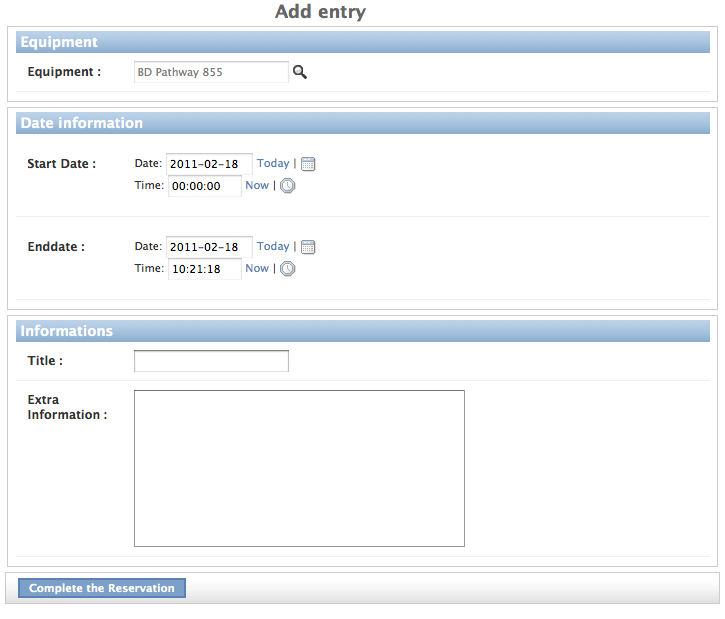 Add entry
Equipment
Equipment : BD Pathway 855
Date information
Start Date : Date: 2011-02-18 Today |
Time: 00:00:00 Now |
Enddate : Date: 2011-02-18 Today |
Time: 10:21:18 Now |
Informations
Title :
Extra
Information :
Complete the Reservation